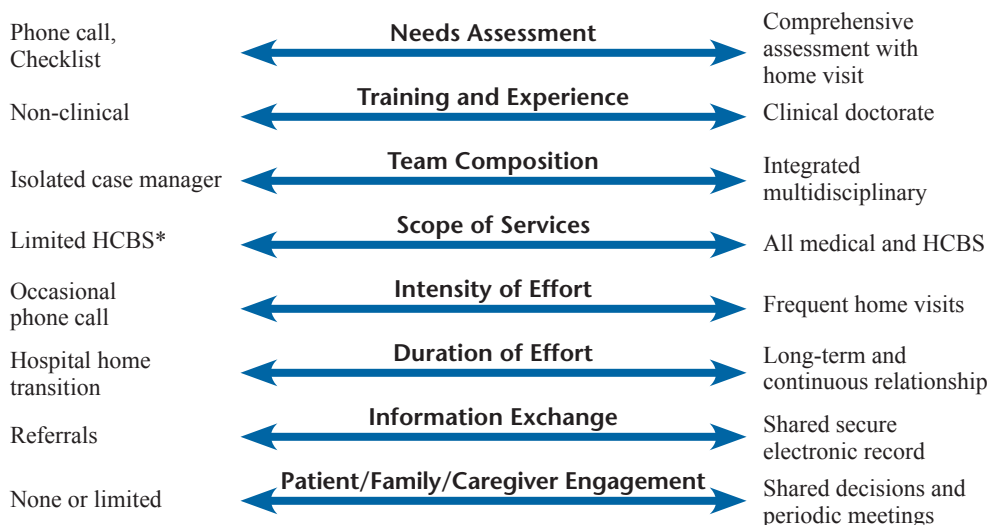 Phone call,
Checklist
Needs Assessment
Comprehensive
assessment with
home visit
Non-clinical
Training and Experience
Clinical doctorate
Isolated case manager
Team Composition
Integrated
multidisciplinary
Limited HCBS*
Scope of Services
All medical and HCBS
Occasional
phone call
Intensity of Effort
Frequent home visits
Hospital home
transition
Duration of Effort
Long-term and
continuous relationship
Referrals
Information Exchange
Shared secure
electronic record
None or limited
Patient/Family/Caregiver Engagement
Shared decisions and
periodic meetings